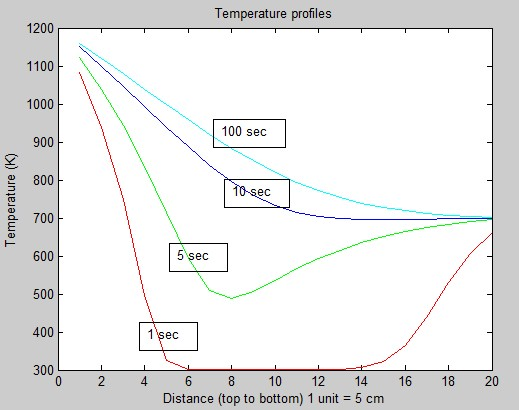 Temperature profiles
1200
1100
1000
900
800
700
600
500
400
300
Temperature (K)
100 sec
10 sec
5 sec
1 sec
0 2 4 6 8 10 12 14 16 18 20
Distance (top to bottom) 1 unit = 5 cm